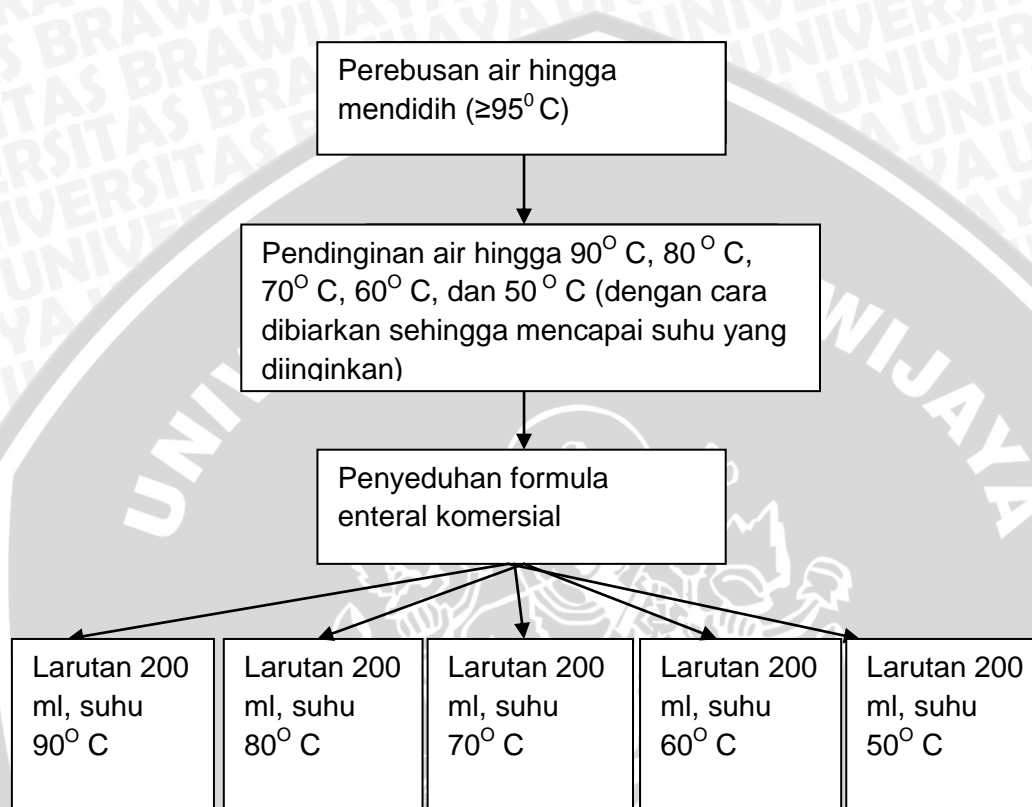 Perebusan air hingga
mendidih (≥95⁰ C)
Pendinginan air hingga 90ᴼ C, 80 ᴼ C,
70ᴼ C, 60ᴼ C, dan 50 ᴼ C (dengan cara
dibiarkan sehingga mencapai suhu yang
diinginkan)
Penyeduhan formula
enteral komersial
Larutan 200
ml, suhu
90ᴼ C
Larutan 200
ml, suhu
80ᴼ C
Larutan 200
ml, suhu
70ᴼ C
Larutan 200
ml, suhu
60ᴼ C
Larutan 200
ml, suhu
50ᴼ C